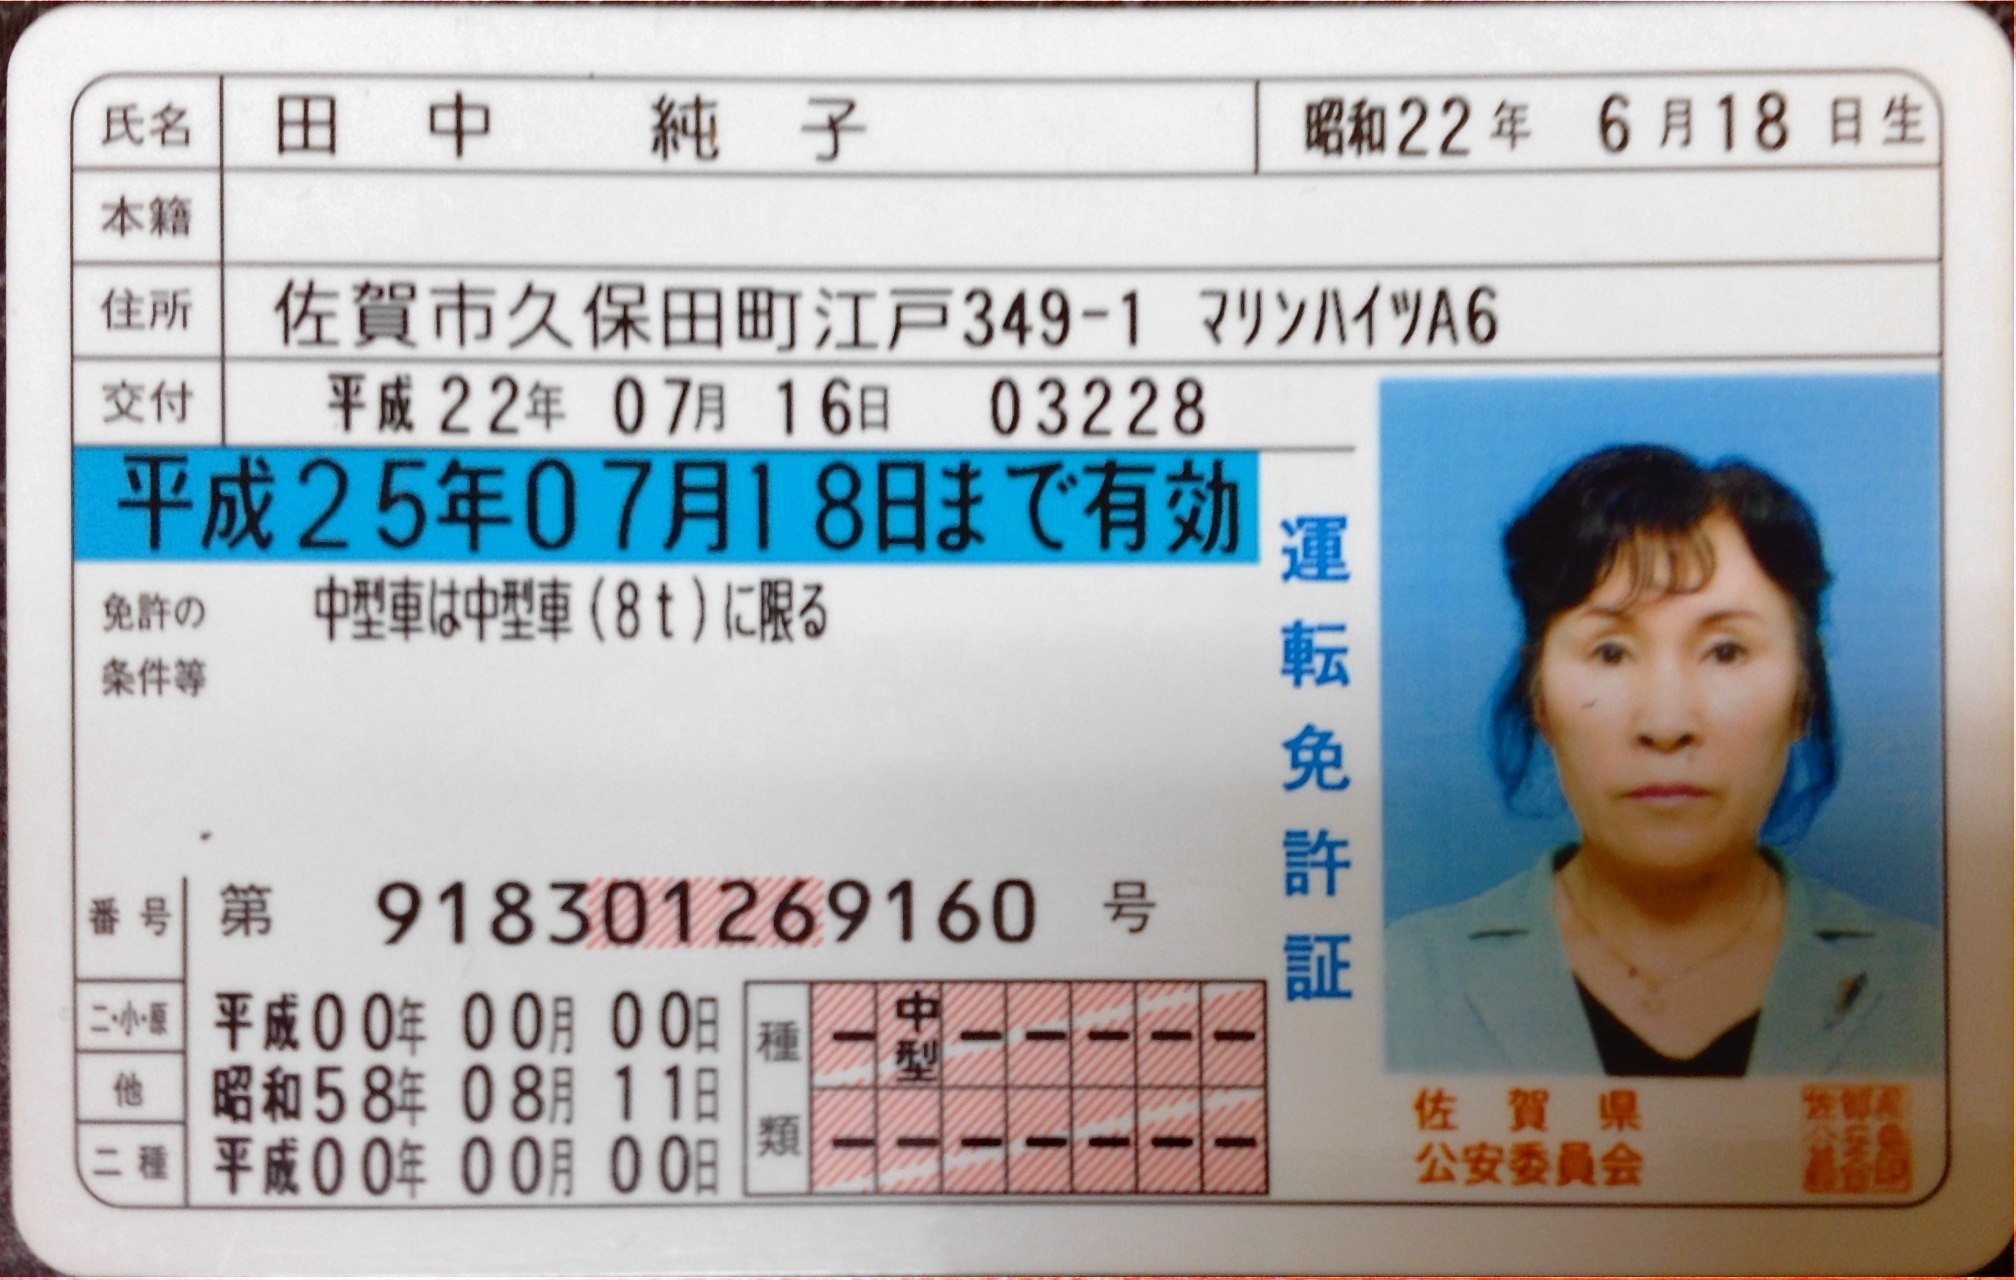 氏名 田中 純子 昭和22年 6月18日生
本籍
住所 佐賀市久保田町江戸349-1 マリンハイツA6
交付 平成22年 07月 16日 03228
平成25年07月18日まで有効
免許の 中型車は中型車(8t)に限る
条件等
運転免許証
番号 第 918301269160 号
二・小・原 平成00年 00月 00日
他 昭和58年 08月 11日
二種 平成00年 00月 00日
種類
— 中型 — — — — —
— — — — — — —
佐賀県
公安委員会